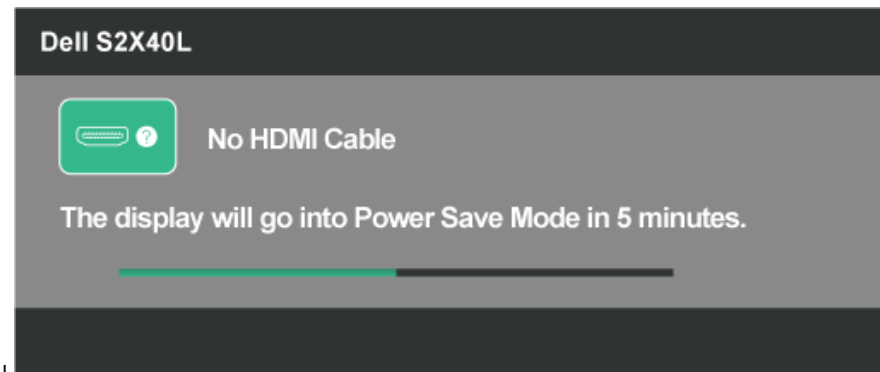 Dell S2X40L
No HDMI Cable
The display will go into Power Save Mode in 5 minutes.